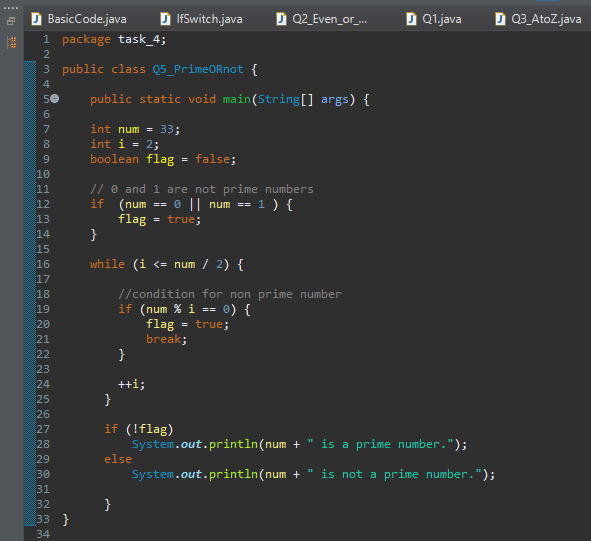 BasicCode.java IfSwitch.java Q2_Even_or_... Q1.java Q3_AtoZ.java
1 package task_4;
2
3 public class Q5_PrimeORnot {
4
5 public static void main(String[] args) {
6
7 int num = 33;
8 int i = 2;
9 boolean flag = false;
10
11 // 0 and 1 are not prime numbers
12 if  (num == 0 || num == 1 ) {
13 flag = true;
14 }
15
16 while (i <= num / 2) {
17
18 //condition for non prime number
19 if (num % i == 0) {
20 flag = true;
21 break;
22 }
23
24 ++i;
25 }
26
27 if (!flag)
28 System.out.println(num + " is a prime number.");
29 else
30 System.out.println(num + " is not a prime number.");
31
32 }
33 }
34